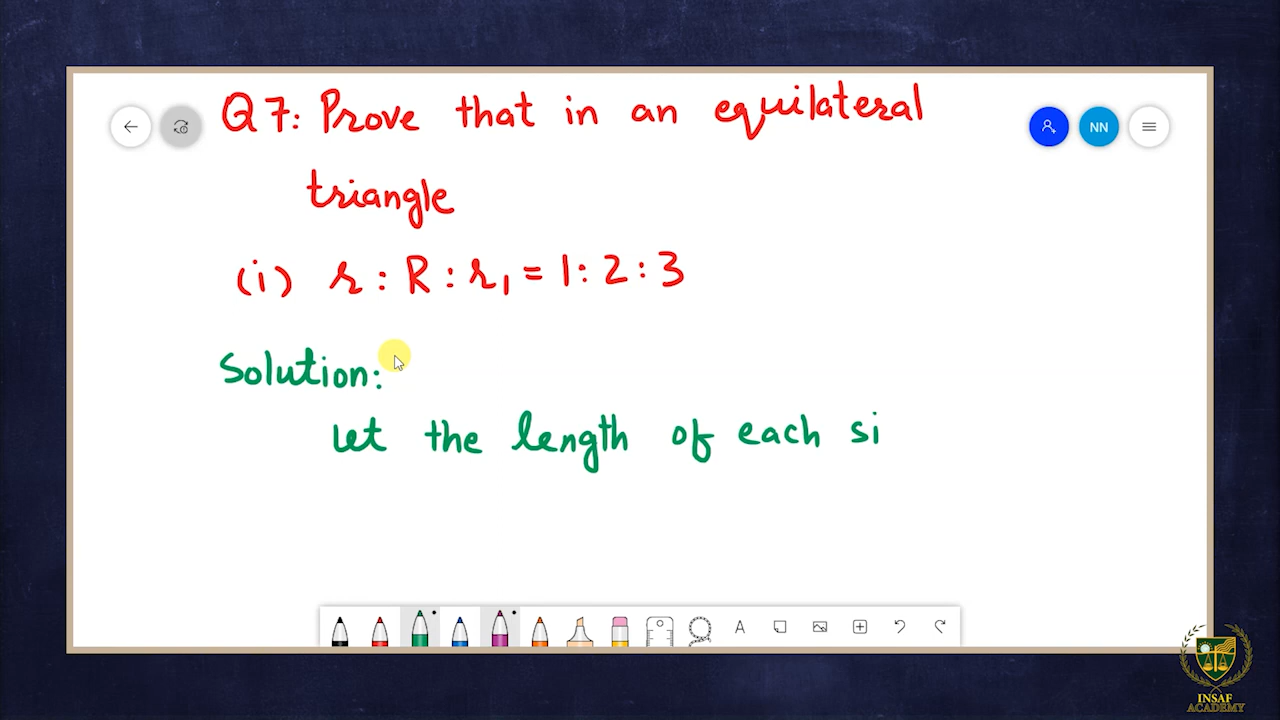 Q7: Prove that in an equilateral
triangle
(i) r : R : r₁ = 1 : 2 : 3
Solution:
Let the length of each si
NN
A
INSAF
ACADEMY